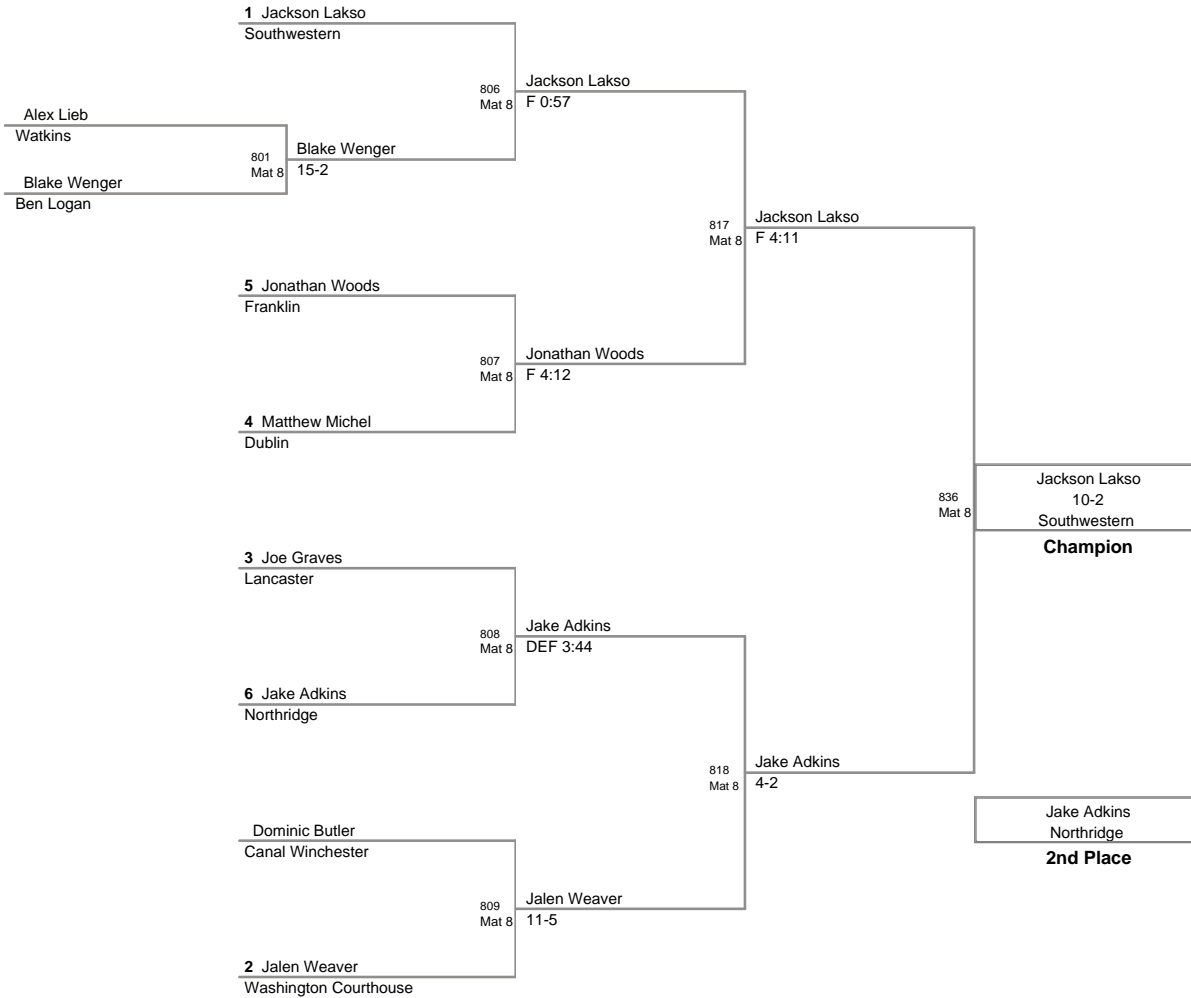 1 Jackson Lakso
Southwestern
806
Mat 8
Jackson Lakso
F 0:57
Alex Lieb
Watkins
801
Mat 8
Blake Wenger
15-2
Blake Wenger
Ben Logan
817
Mat 8
Jackson Lakso
F 4:11
5 Jonathan Woods
Franklin
807
Mat 8
Jonathan Woods
F 4:12
4 Matthew Michel
Dublin
836
Mat 8
Jackson Lakso
10-2
Southwestern
Champion
3 Joe Graves
Lancaster
808
Mat 8
Jake Adkins
DEF 3:44
6 Jake Adkins
Northridge
818
Mat 8
Jake Adkins
4-2
Jake Adkins
Northridge
2nd Place
Dominic Butler
Canal Winchester
809
Mat 8
Jalen Weaver
11-5
2 Jalen Weaver
Washington Courthouse